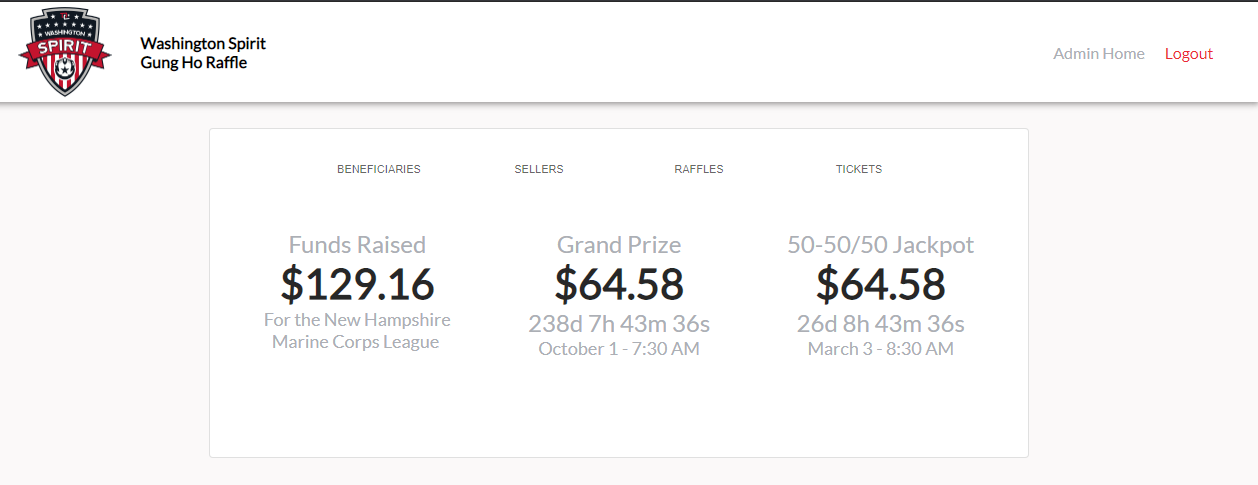 WASHINGTON
SPIRIT
Washington Spirit
Gung Ho Raffle
Admin Home
Logout
BENEFICIARIES
SELLERS
RAFFLES
TICKETS
Funds Raised
$129.16
For the New Hampshire
Marine Corps League
Grand Prize
$64.58
238d 7h 43m 36s
October 1 - 7:30 AM
50-50/50 Jackpot
$64.58
26d 8h 43m 36s
March 3 - 8:30 AM